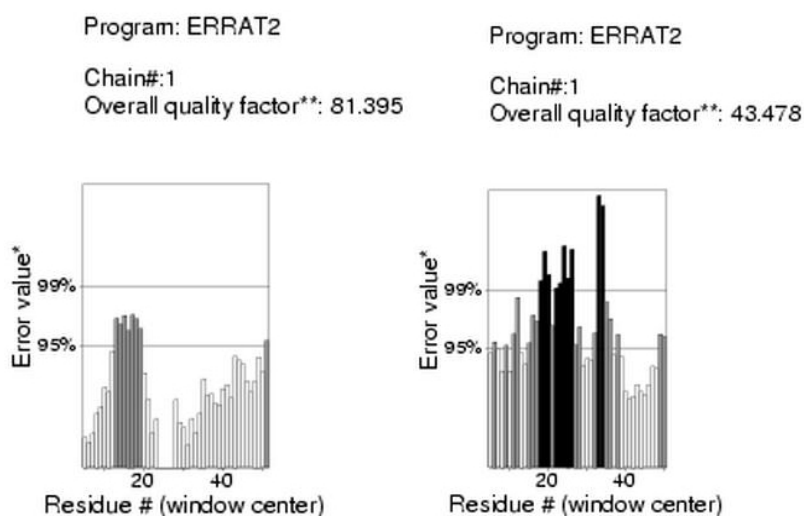 Program: ERRAT2
Chain#:1
Overall quality factor**: 81.395
Error value*
99%
95%
20 40
Residue # (window center)
Program: ERRAT2
Chain#:1
Overall quality factor**: 43.478
Error value*
99%
95%
20 40
Residue # (window center)